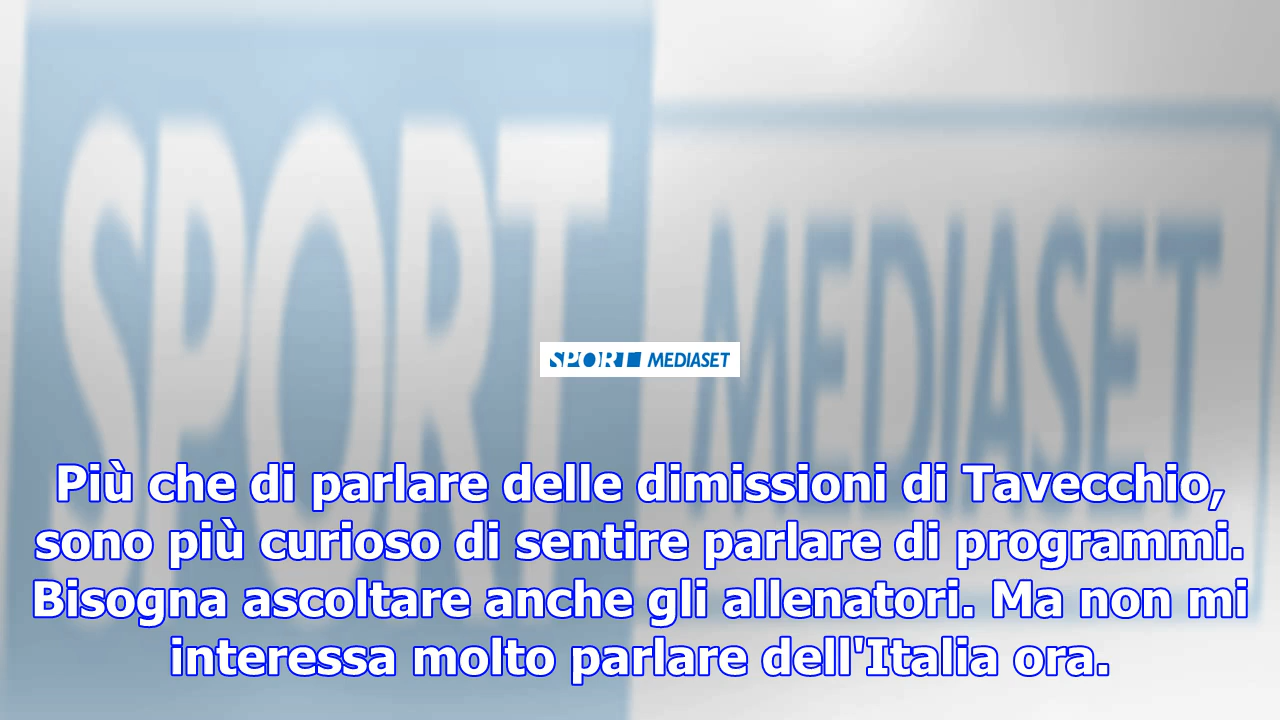 SPORT MEDIASET
SPORT MEDIASET
Più che di parlare delle dimissioni di Tavecchio,
sono più curioso di sentire parlare di programmi.
Bisogna ascoltare anche gli allenatori. Ma non mi
interessa molto parlare dell'Italia ora.